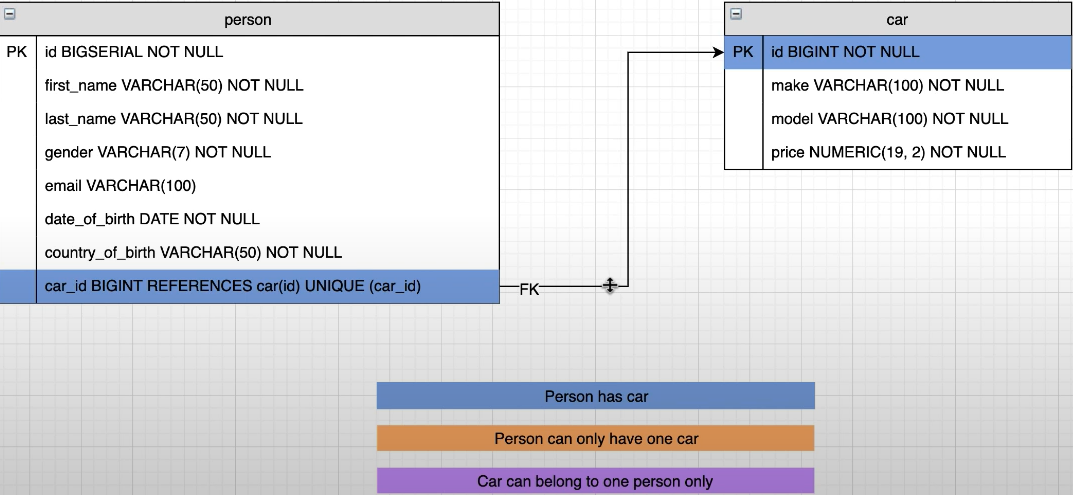 person
PK id BIGSERIAL NOT NULL
first_name VARCHAR(50) NOT NULL
last_name VARCHAR(50) NOT NULL
gender VARCHAR(7) NOT NULL
email VARCHAR(100)
date_of_birth DATE NOT NULL
country_of_birth VARCHAR(50) NOT NULL
car_id BIGINT REFERENCES car(id) UNIQUE (car_id)
FK
car
PK id BIGINT NOT NULL
make VARCHAR(100) NOT NULL
model VARCHAR(100) NOT NULL
price NUMERIC(19, 2) NOT NULL
Person has car
Person can only have one car
Car can belong to one person only